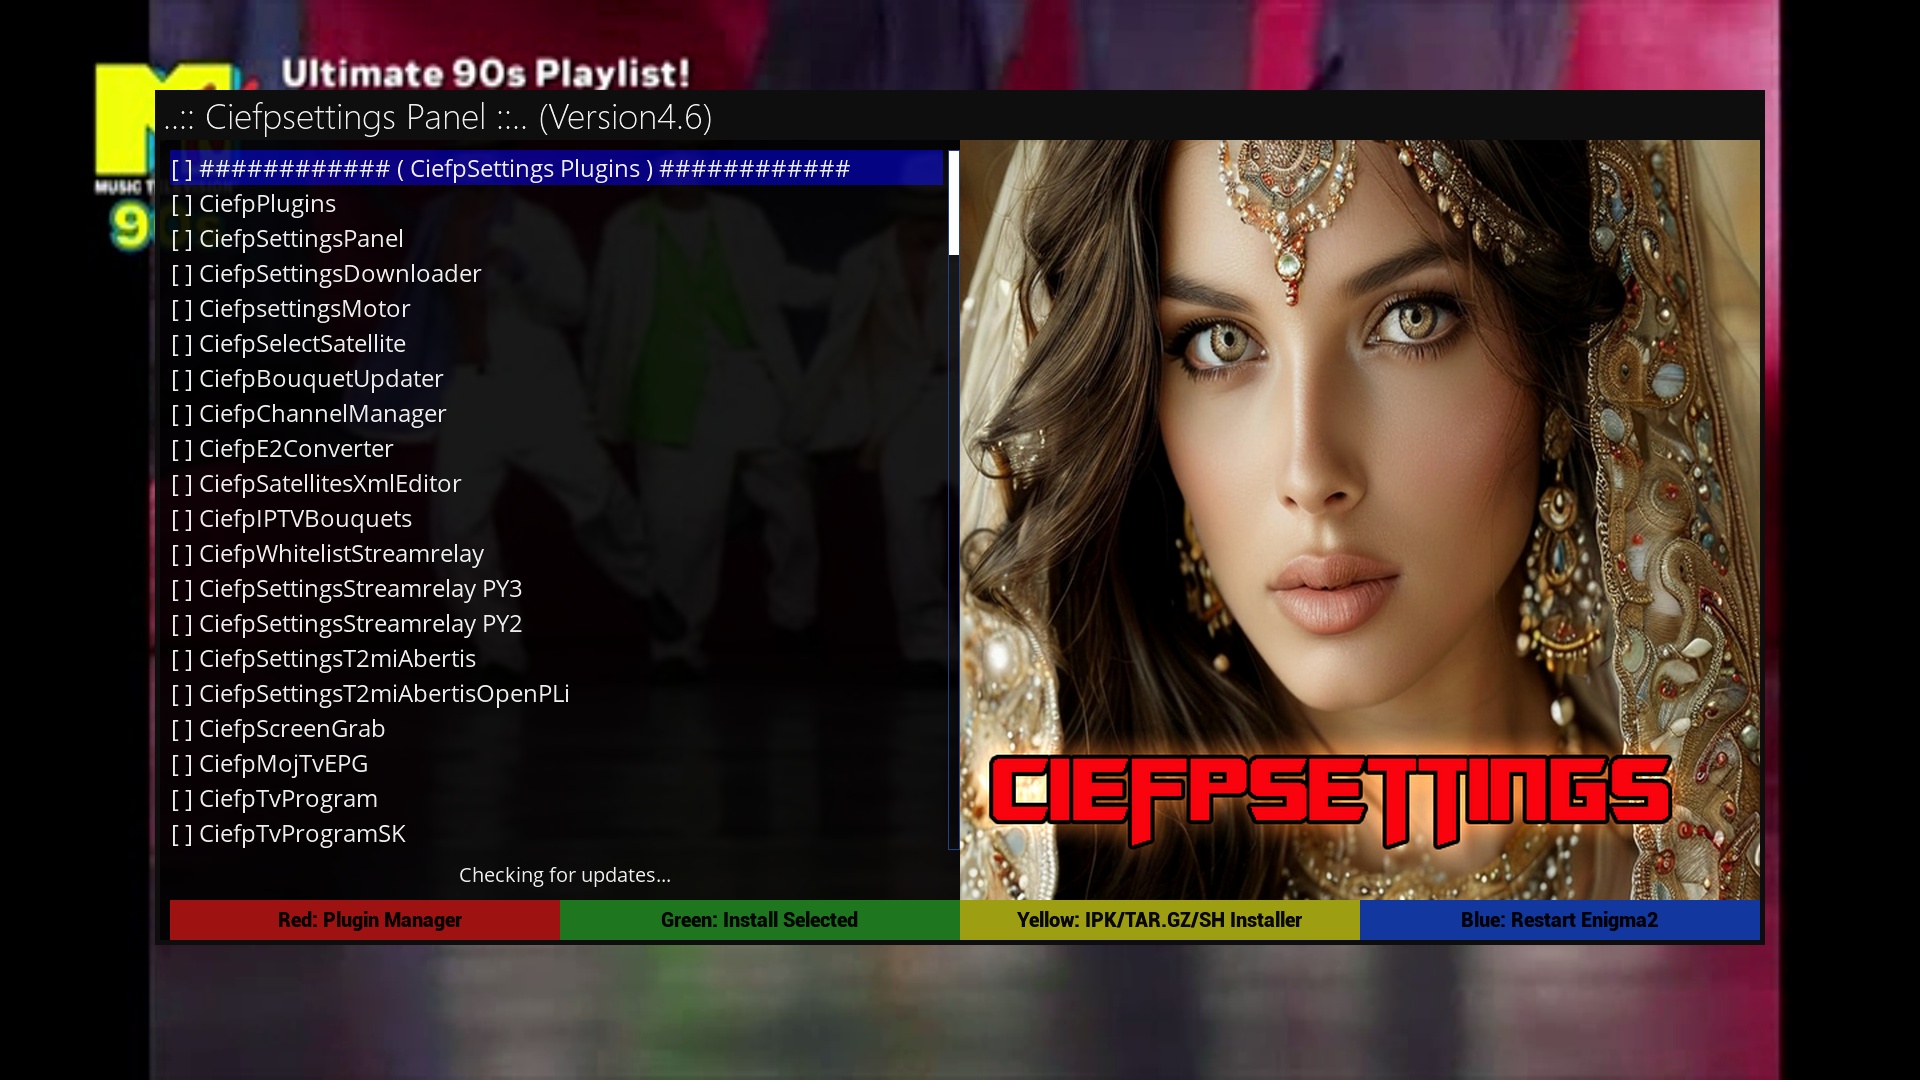 Ultimate 90s Playlist!
MUSIC T
90
..:: Ciefpsettings Panel ::.. (Version4.6)
[ ] ############ ( CiefpSettings Plugins ) ############
[ ] CiefpPlugins
[ ] CiefpSettingsPanel
[ ] CiefpSettingsDownloader
[ ] CiefpsettingsMotor
[ ] CiefpSelectSatellite
[ ] CiefpBouquetUpdater
[ ] CiefpChannelManager
[ ] CiefpE2Converter
[ ] CiefpSatellitesXmlEditor
[ ] CiefpIPTVBouquets
[ ] CiefpWhitelistStreamrelay
[ ] CiefpSettingsStreamrelay PY3
[ ] CiefpSettingsStreamrelay PY2
[ ] CiefpSettingsT2miAbertis
[ ] CiefpSettingsT2miAbertisOpenPLi
[ ] CiefpScreenGrab
[ ] CiefpMojTvEPG
[ ] CiefpTvProgram
[ ] CiefpTvProgramSK
CIEFPSETTINGS
Checking for updates...
Red: Plugin Manager
Green: Install Selected
Yellow: IPK/TAR.GZ/SH Installer
Blue: Restart Enigma2